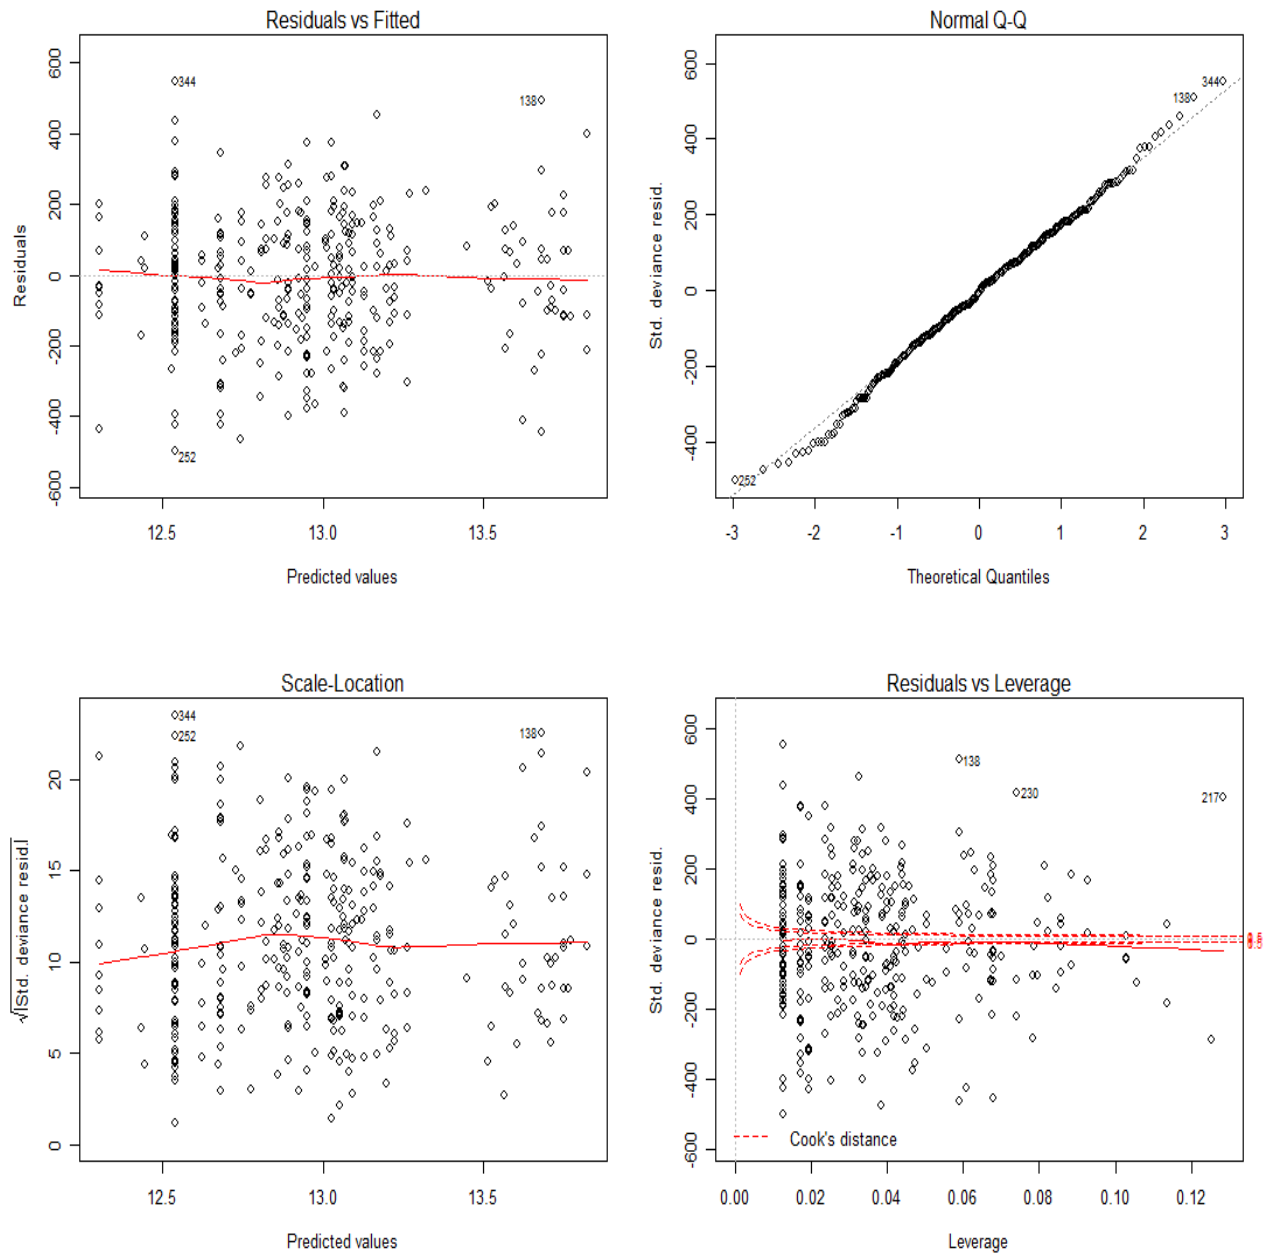 Residuals vs Fitted
Residuals
600
400
200
0
-200
-400
-600
344
138
252
12.5 13.0 13.5
Predicted values
Normal Q-Q
Std. deviance resid.
600
400
200
0
-200
-400
344
138
252
-3 -2 -1 0 1 2 3
Theoretical Quantiles
Scale-Location
√|Std. deviance resid.|
20
15
10
5
0
344
252
138
12.5 13.0 13.5
Predicted values
Residuals vs Leverage
Std. deviance resid.
600
400
200
0
-200
-400
-600
138
230
217
Cook's distance
0.00 0.02 0.04 0.06 0.08 0.10 0.12
Leverage